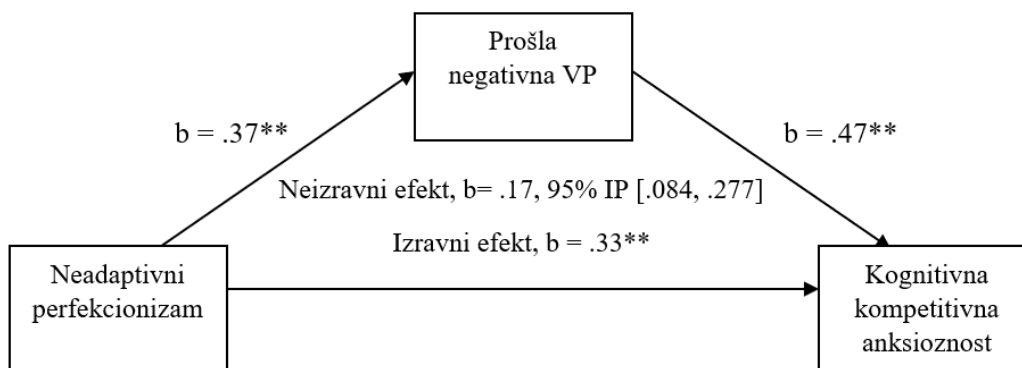 Prošla
negativna VP
b = .37**
b = .47**
Neizravni efekt, b= .17, 95% IP [.084, .277]
Izravni efekt, b = .33**
Neadaptivni
perfekcionizam
Kognitivna
kompetitivna
anksioznost